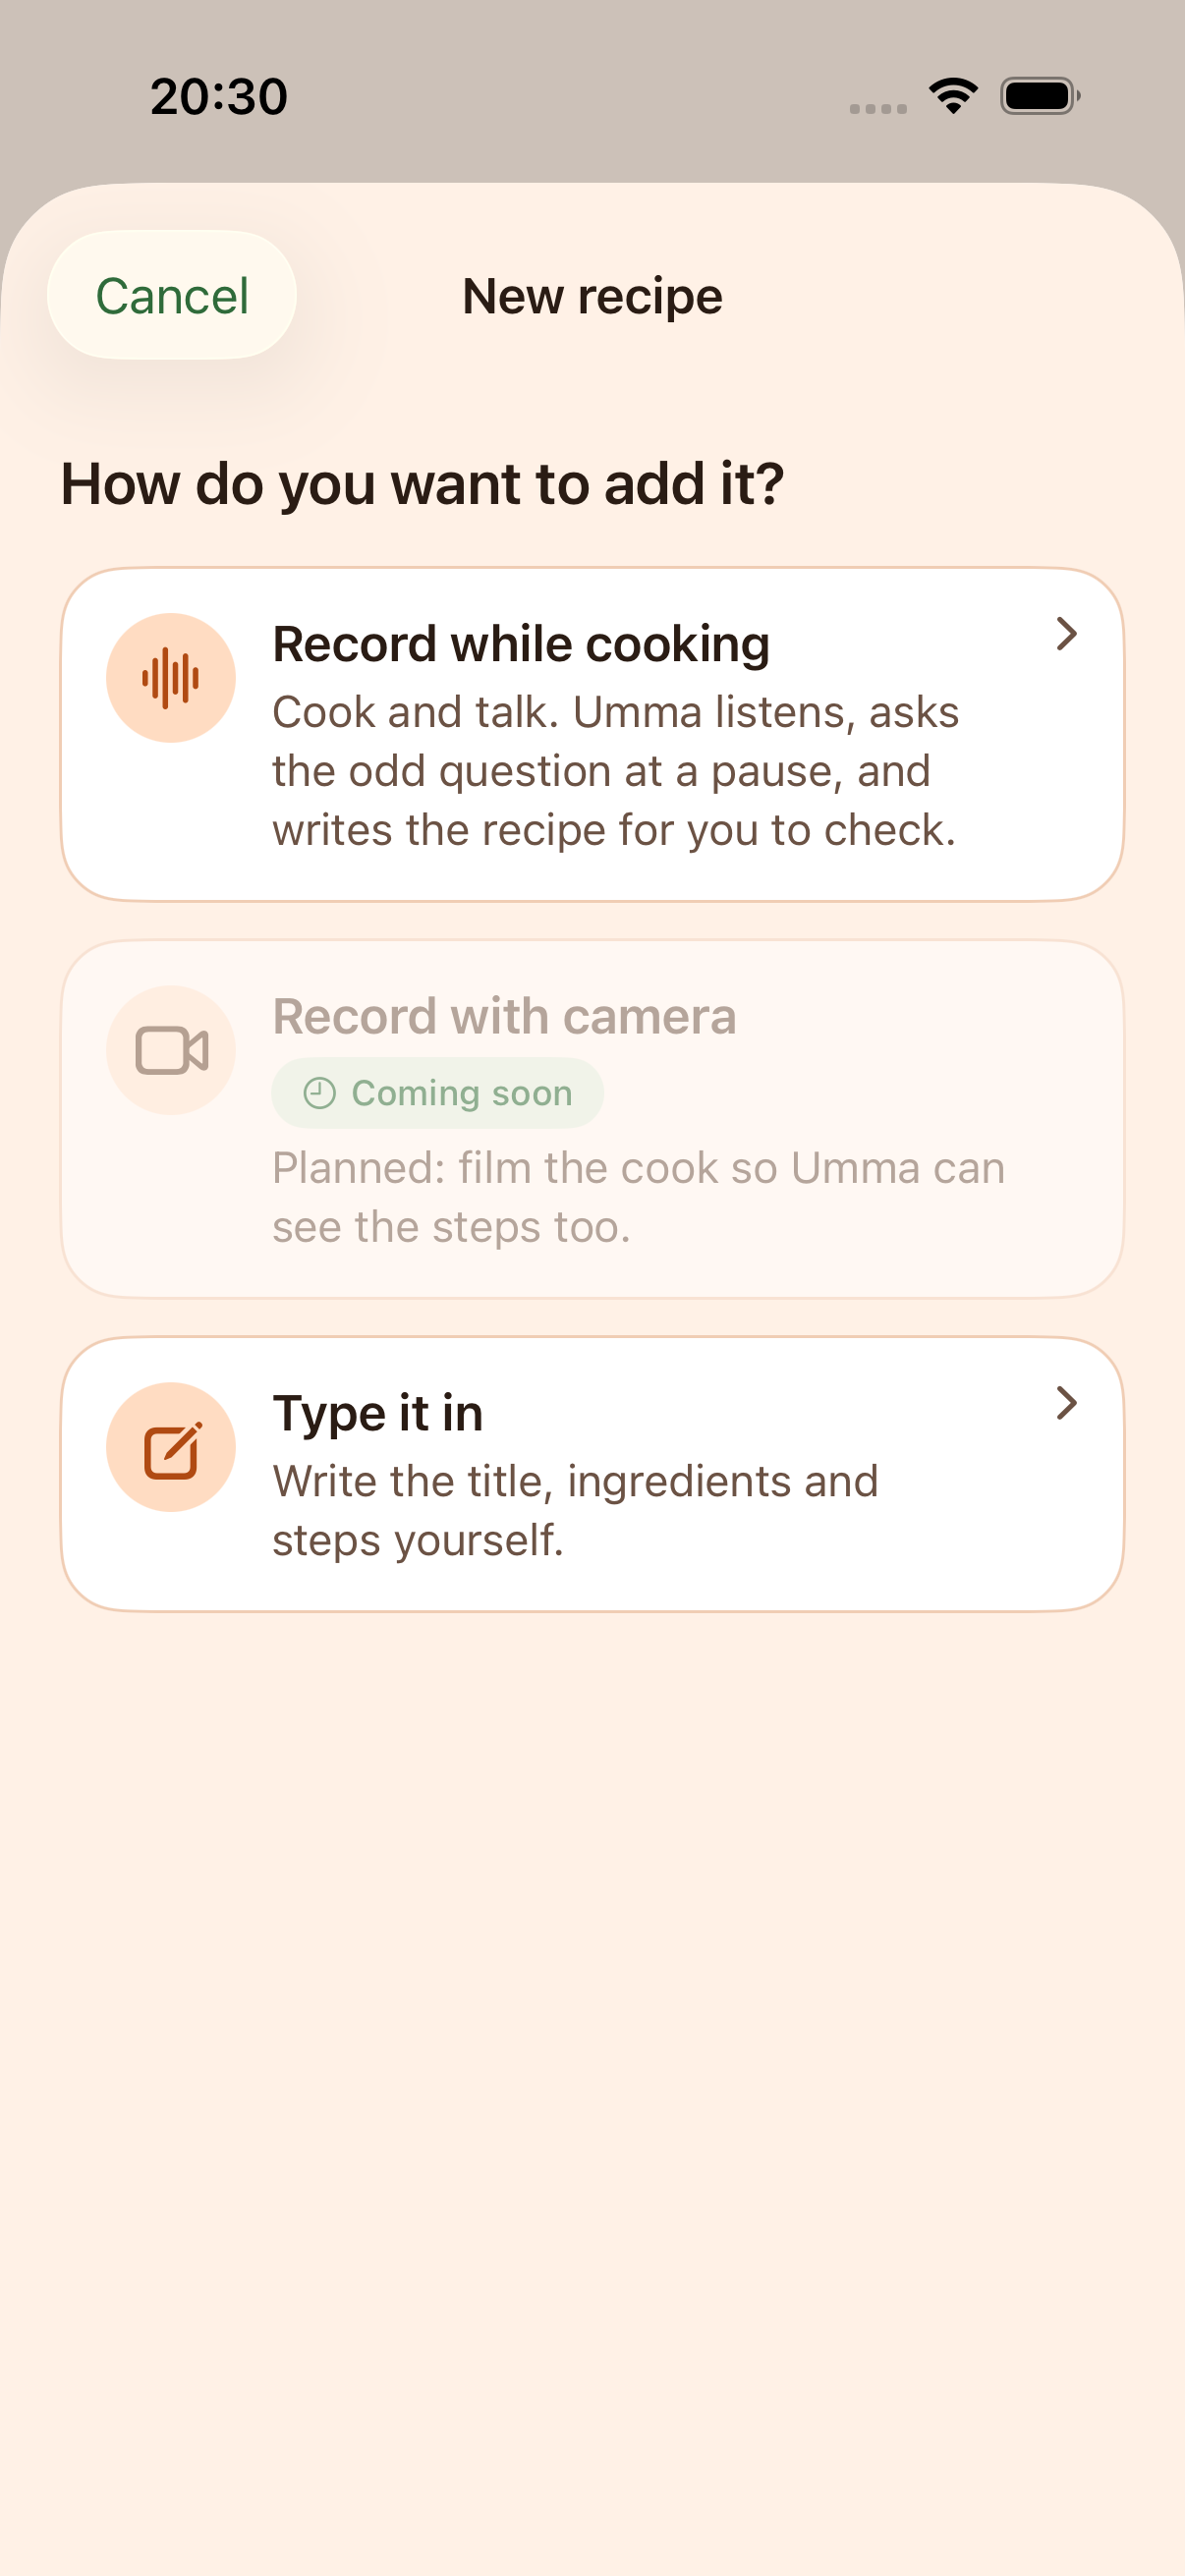 20:30
Cancel
New recipe
How do you want to add it?
Record while cooking
Cook and talk. Umma listens, asks
the odd question at a pause, and
writes the recipe for you to check.
Record with camera
Coming soon
Planned: film the cook so Umma can
see the steps too.
Type it in
Write the title, ingredients and
steps yourself.